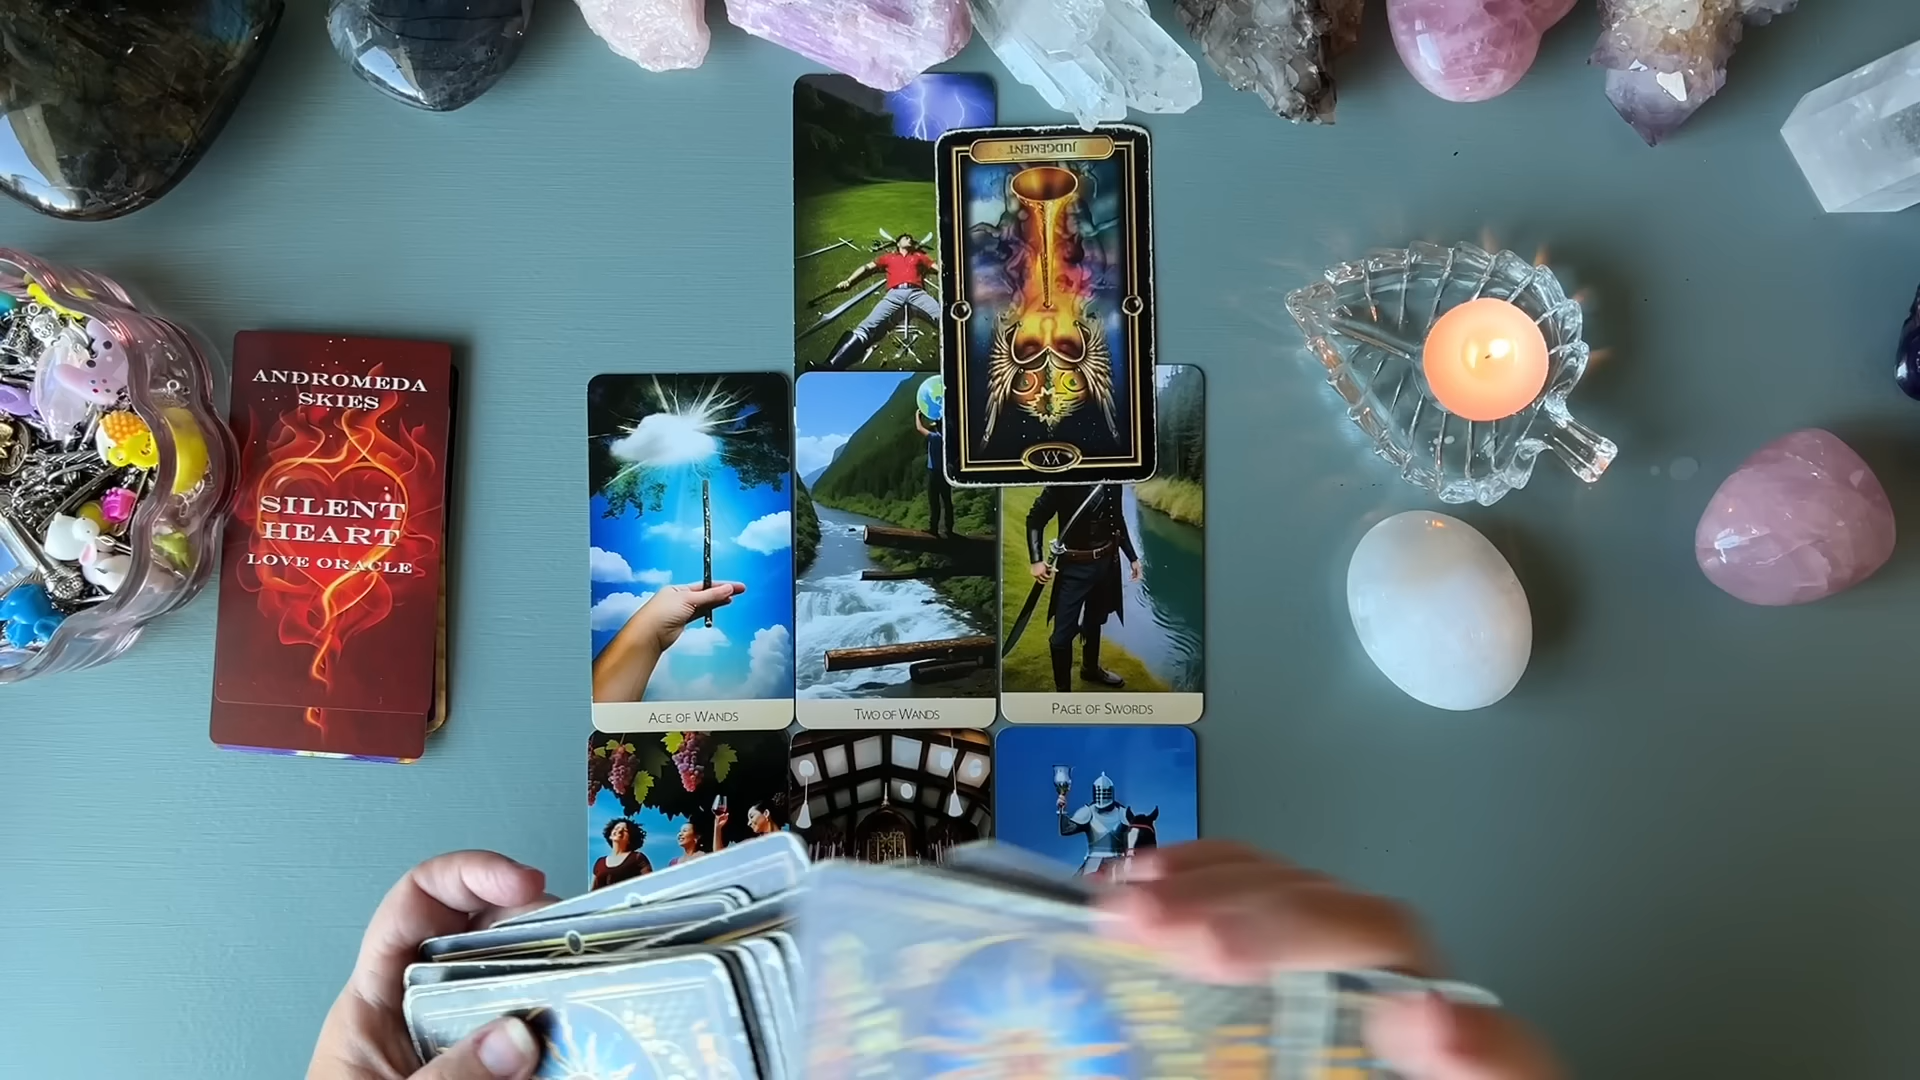 JUDGEMENT
XX
ANDROMEDA
SKIES
SILENT
HEART
LOVE ORACLE
ACE OF WANDS
TWO OF WANDS
PAGE OF SWORDS